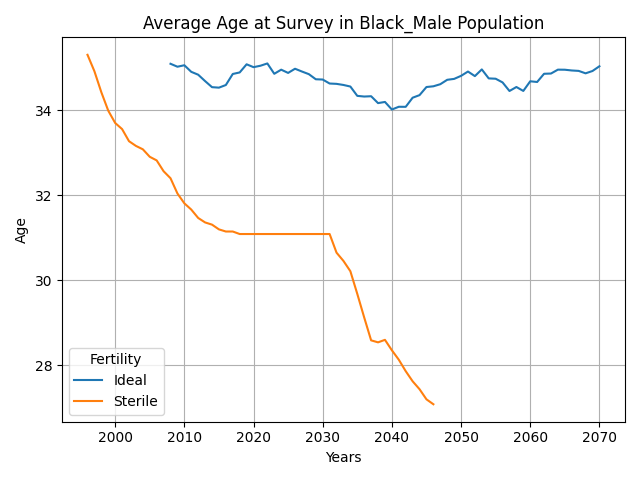 Average Age at Survey in Black_Male Population
Age
34
32
30
28
Fertility
Ideal
Sterile
2000 2010 2020 2030 2040 2050 2060 2070
Years